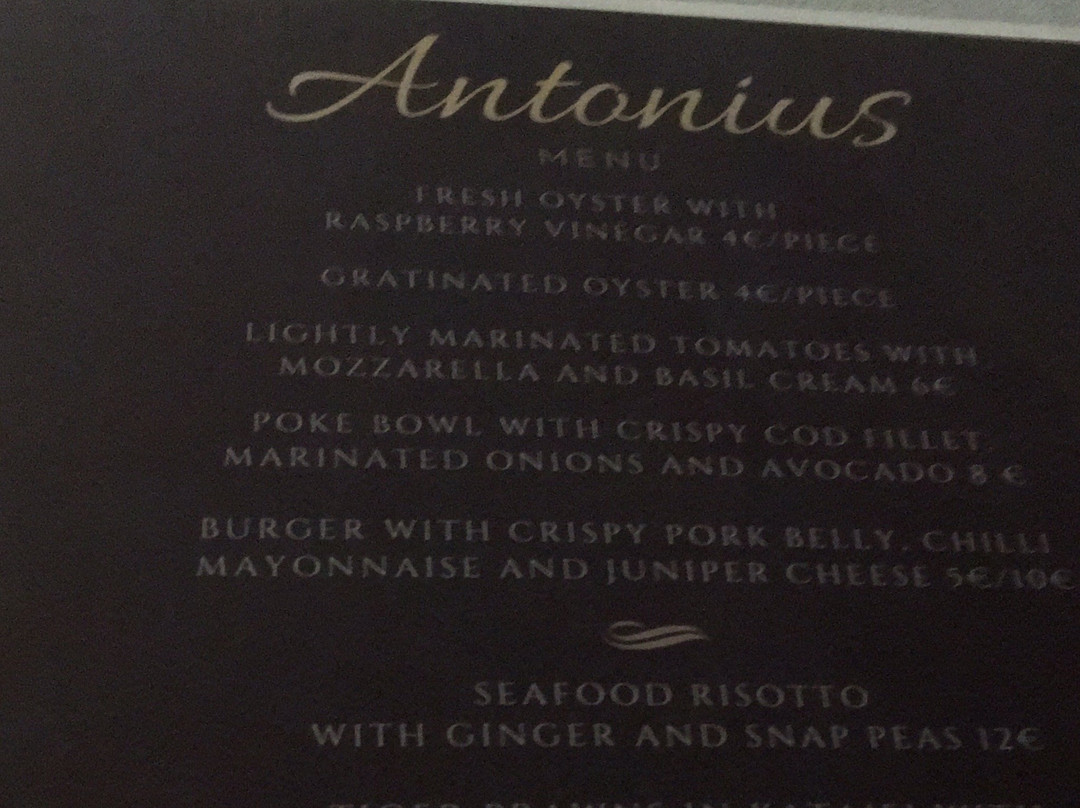 Antonius
MENU
FRESH OYSTER WITH
RASPBERRY VINEGAR 4€/PIECE
GRATINATED OYSTER 4€/PIECE
LIGHTLY MARINATED TOMATOES WITH
MOZZARELLA AND BASIL CREAM 6€
POKE BOWL WITH CRISPY COD FILLET,
MARINATED ONIONS AND AVOCADO 8 €
BURGER WITH CRISPY PORK BELLY, CHILLI
MAYONNAISE AND JUNIPER CHEESE 5€/10€
SEAFOOD RISOTTO
WITH GINGER AND SNAP PEAS 12€